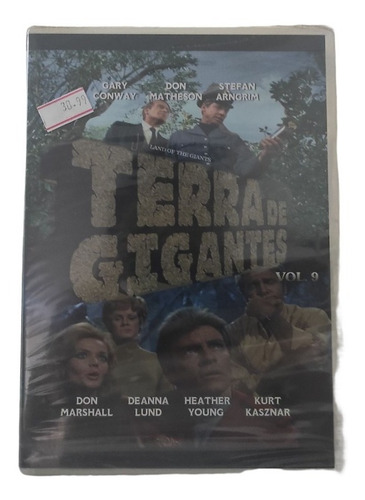 GARY DON STEFAN
CONWAY MATHESON ARNGRIM
38.99
LAND OF THE GIANTS
TERRA DE
GIGANTES
VOL. 9
DON DEANNA HEATHER KURT
MARSHALL LUND YOUNG KASZNAR